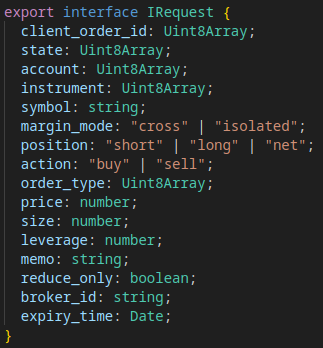 export interface IRequest {
  client_order_id: Uint8Array;
  state: Uint8Array;
  account: Uint8Array;
  instrument: Uint8Array;
  symbol: string;
  margin_mode: "cross" | "isolated";
  position: "short" | "long" | "net";
  action: "buy" | "sell";
  order_type: Uint8Array;
  price: number;
  size: number;
  leverage: number;
  memo: string;
  reduce_only: boolean;
  broker_id: string;
  expiry_time: Date;
}